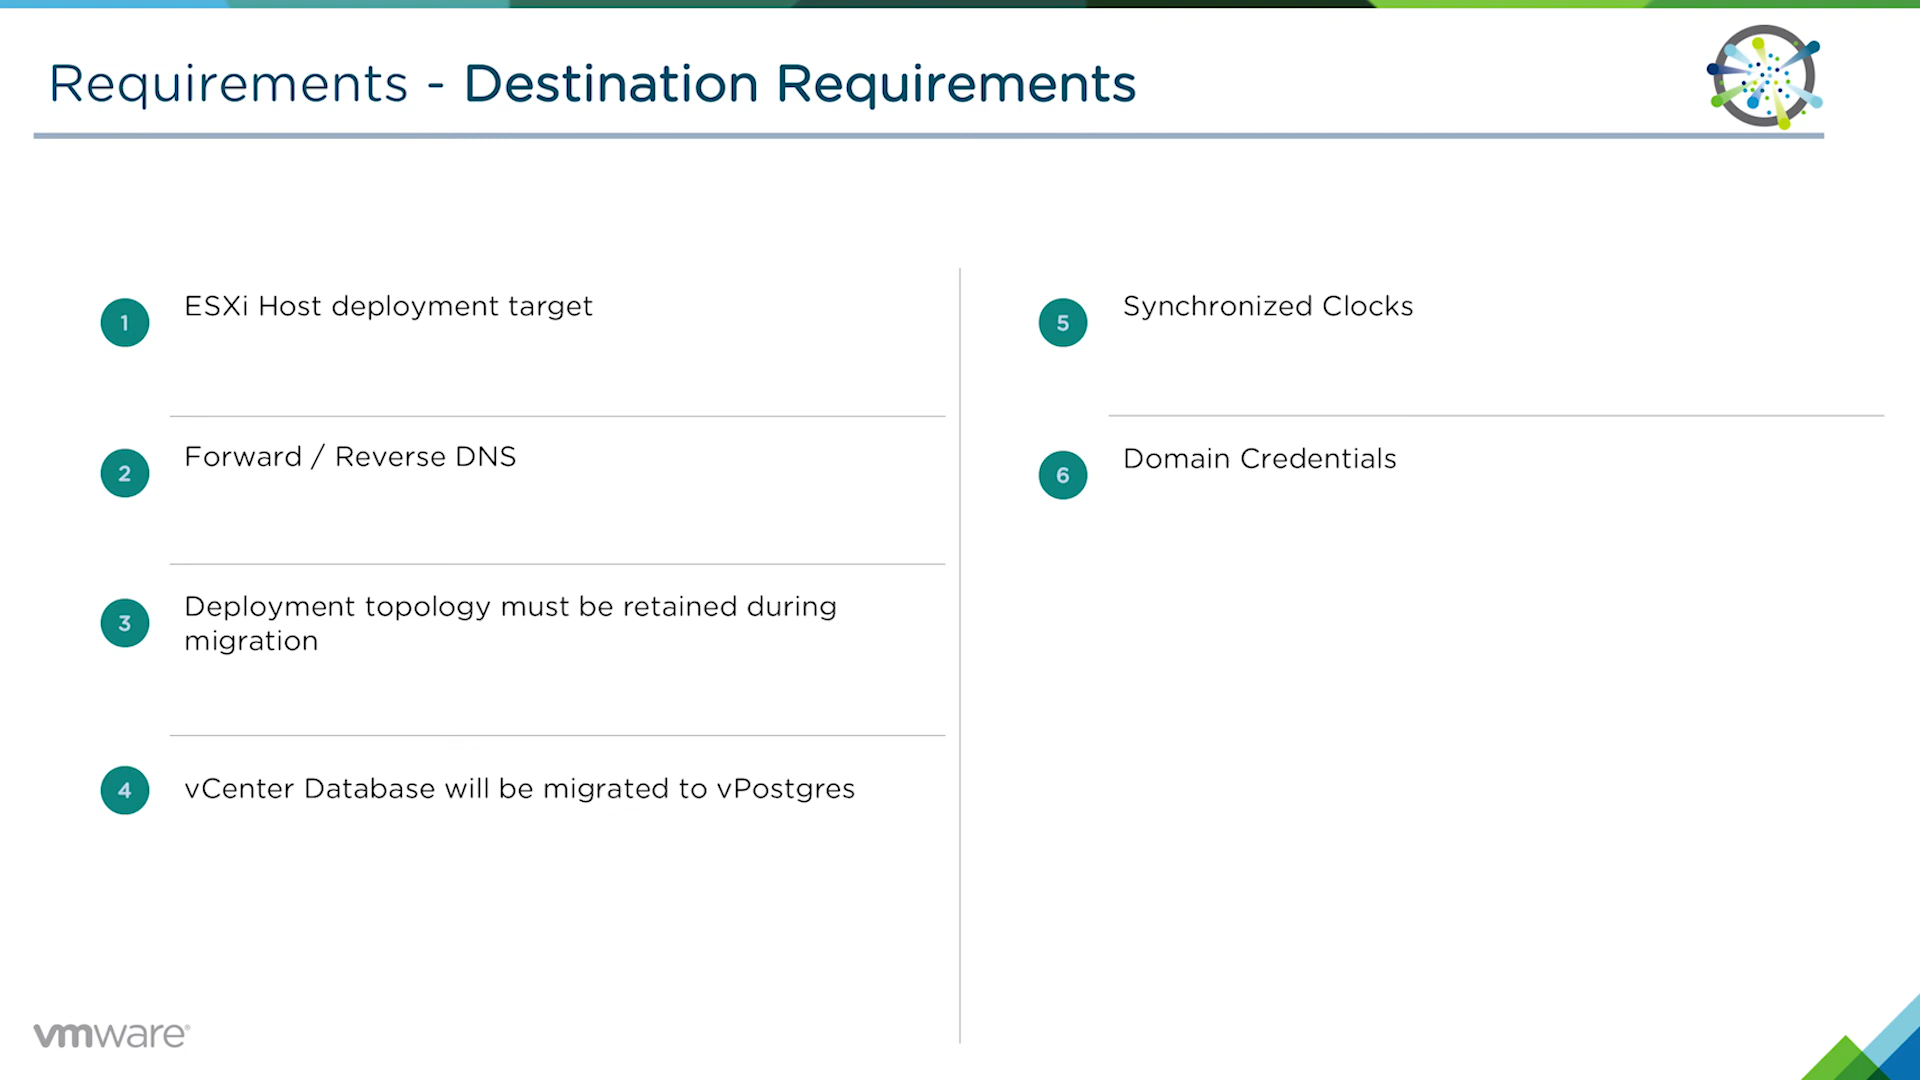 Requirements - Destination Requirements
1
ESXi Host deployment target
2
Forward / Reverse DNS
3
Deployment topology must be retained during
migration
4
vCenter Database will be migrated to vPostgres
5
Synchronized Clocks
6
Domain Credentials
vmware®